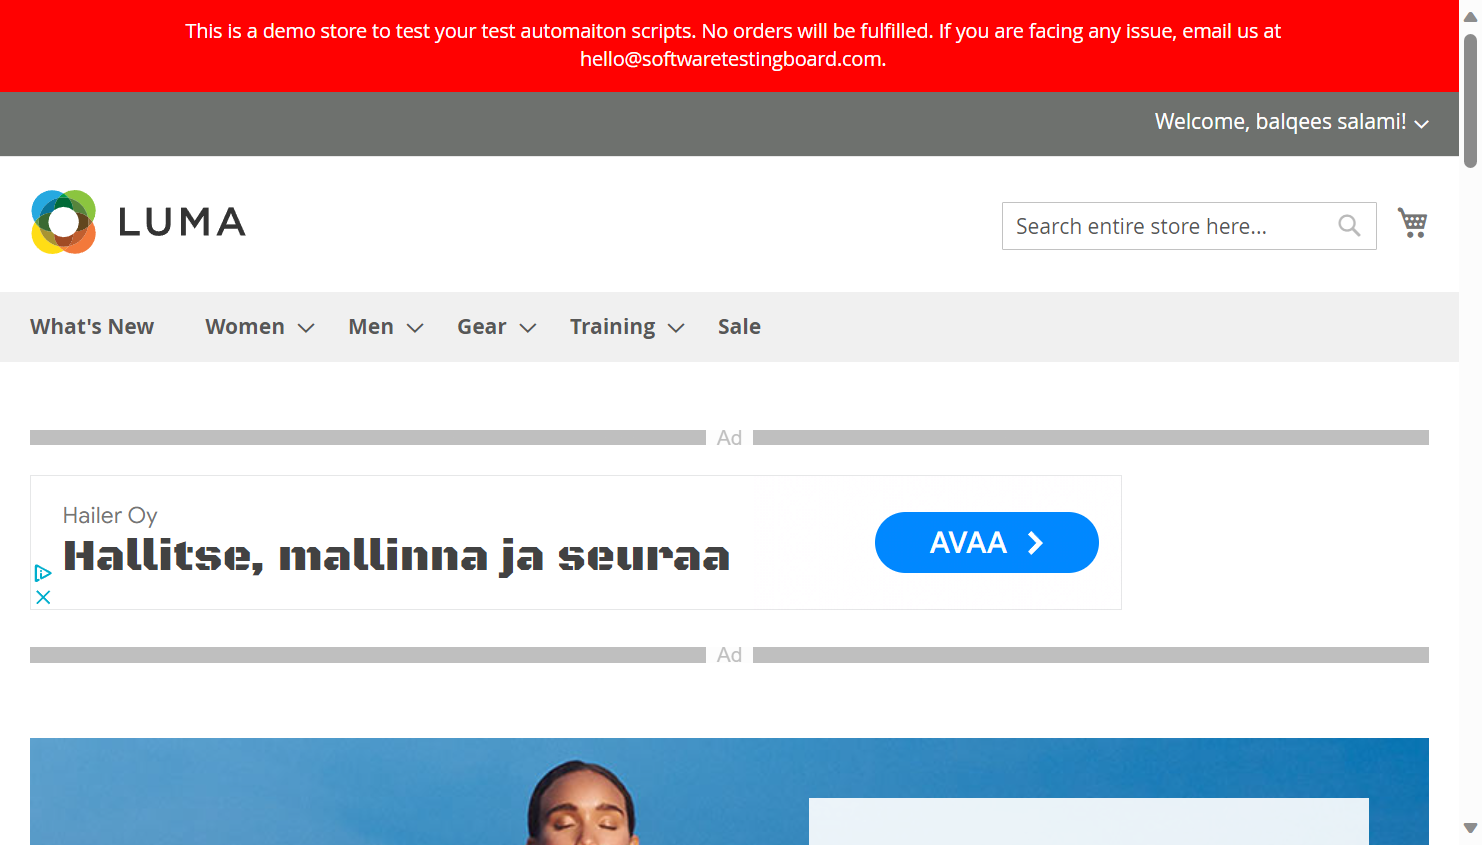 This is a demo store to test your test automaiton scripts. No orders will be fulfilled. If you are facing any issue, email us at
hello@softwaretestingboard.com.
Welcome, balqees salami!
LUMA
Search entire store here...
What's New
Women
Men
Gear
Training
Sale
Ad
Hailer Oy
Hallitse, mallinna ja seuraa
AVAA
Ad